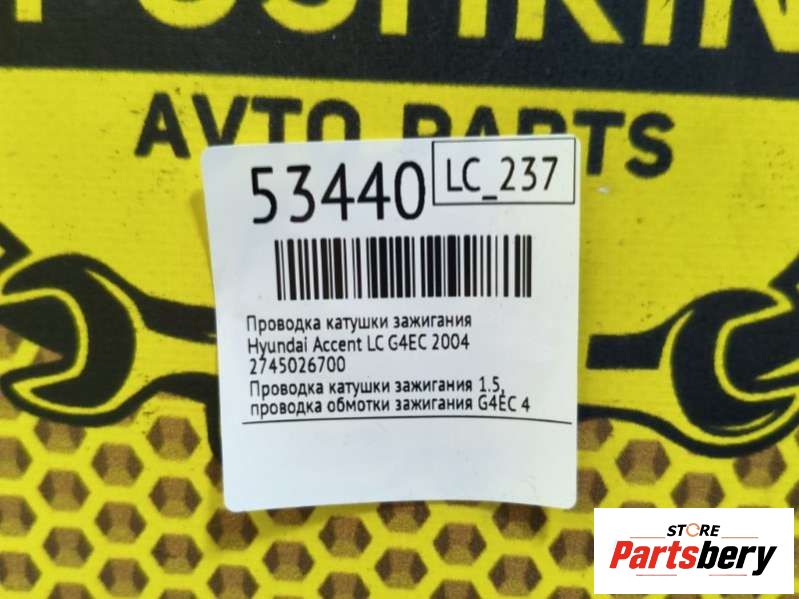 AVTO PARTS
53440
LC_237
Проводка катушки зажигания
Hyundai Accent LC G4EC 2004
2745026700
Проводка катушки зажигания 1.5,
проводка обмотки зажигания G4EC 4
STORE
Partsbery